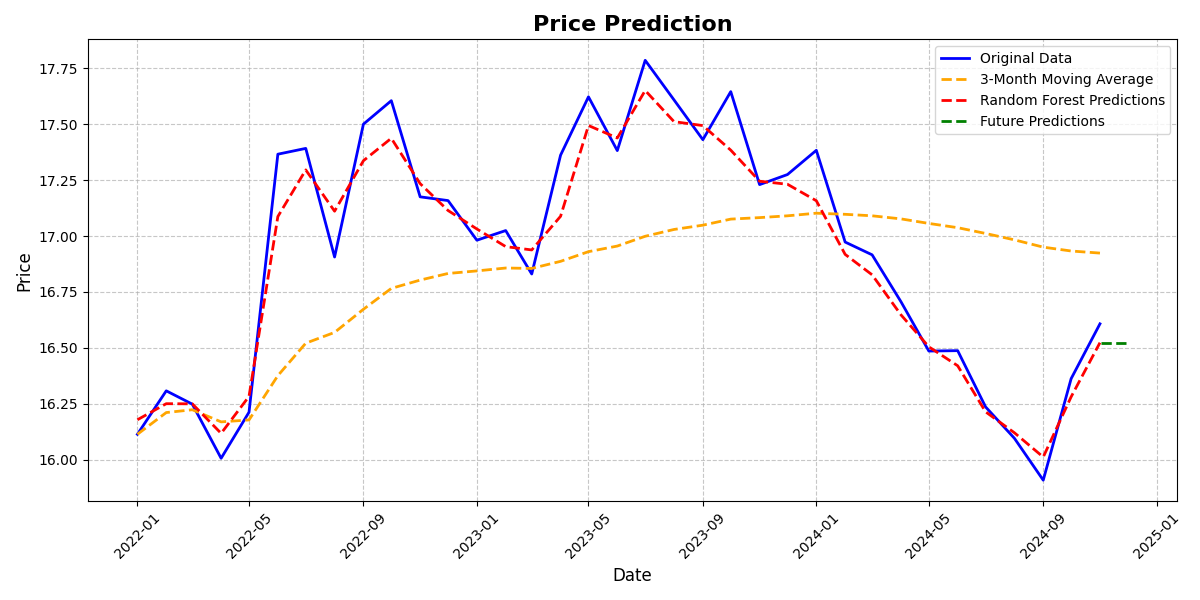 Price Prediction
Original Data
3-Month Moving Average
Random Forest Predictions
Future Predictions
Price
17.75
17.50
17.25
17.00
16.75
16.50
16.25
16.00
2022-01
2022-05
2022-09
2023-01
2023-05
2023-09
2024-01
2024-05
2024-09
2025-01
Date